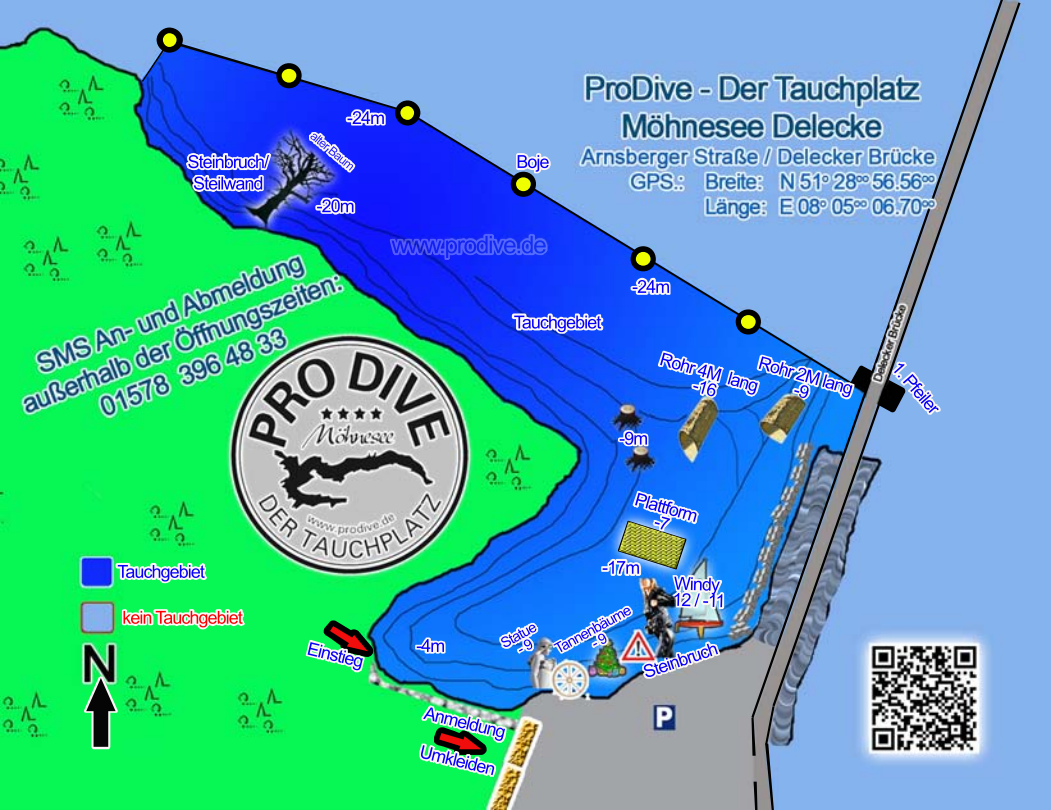 ProDive - Der Tauchplatz
Möhnesee Delecke
Arnsberger Straße / Delecker Brücke
GPS.: Breite: N 51° 28°° 56.56°°
Länge: E 08° 05°° 06.70°°
-24m
alter Baum
Steinbruch/
Steilwand
-20m
Boje
www.prodive.de
-24m
Tauchgebiet
SMS An- und Abmeldung
außerhalb der Öffnungszeiten:
01578 396 48 33
Rohr 4M lang
-16
Rohr 2M lang
-9
Delecker Brücke
1. Pfeiler
PRO DIVE
Möhnesee
www.prodive.de
DER TAUCHPLATZ
-9m
Plattform
-7
-17m
Windy
12 / -11
Tauchgebiet
kein Tauchgebiet
N
Einstieg
-4m
Statue
-9
Tannenbäume
-9
Steinbruch
P
Anmeldung
Umkleiden